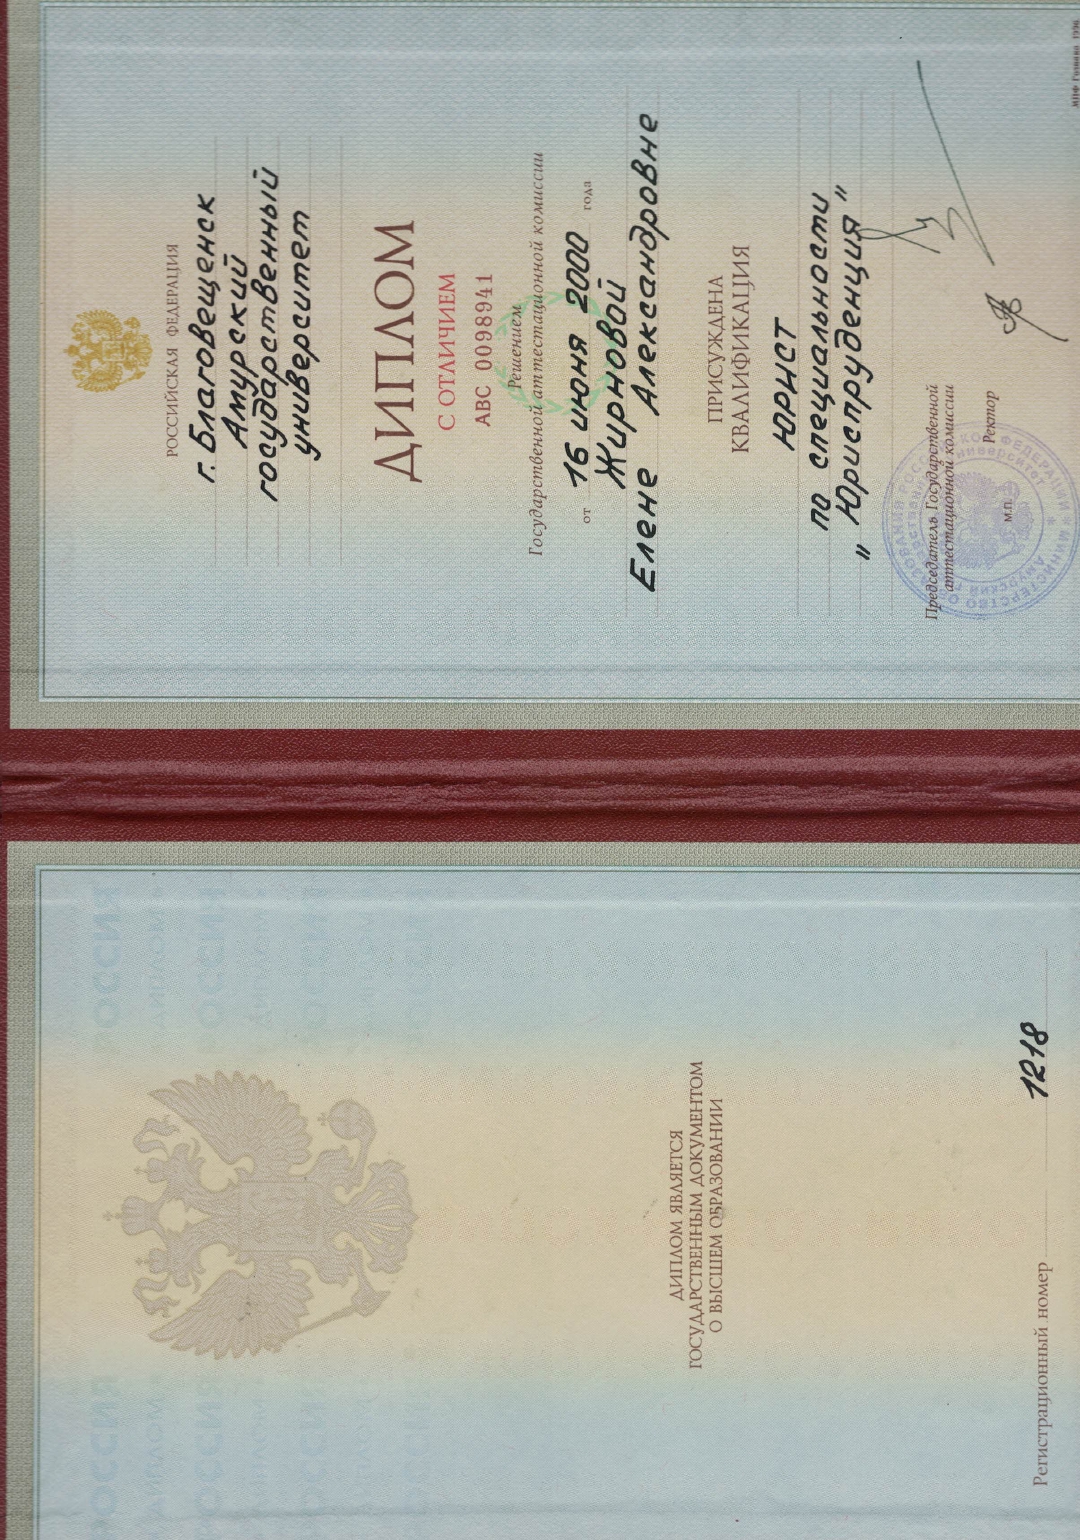 ДИПЛОМ ЯВЛЯЕТСЯ
ГОСУДАРСТВЕННЫМ ДОКУМЕНТОМ
О ВЫСШЕМ ОБРАЗОВАНИИ
Регистрационный номер 1218
РОССИЙСКАЯ ФЕДЕРАЦИЯ
г. Благовещенск
Амурский
государственный
университет
ДИПЛОМ
С ОТЛИЧИЕМ
АВС 0098941
Решением
Государственной аттестационной комиссии
от 16 июня 2000 года
Жирновой
Елене Александровне
ПРИСУЖДЕНА
КВАЛИФИКАЦИЯ
ЮРИСТ
по специальности
"Юриспруденция"
Председатель Государственной
аттестационной комиссии
Ректор
М.П.